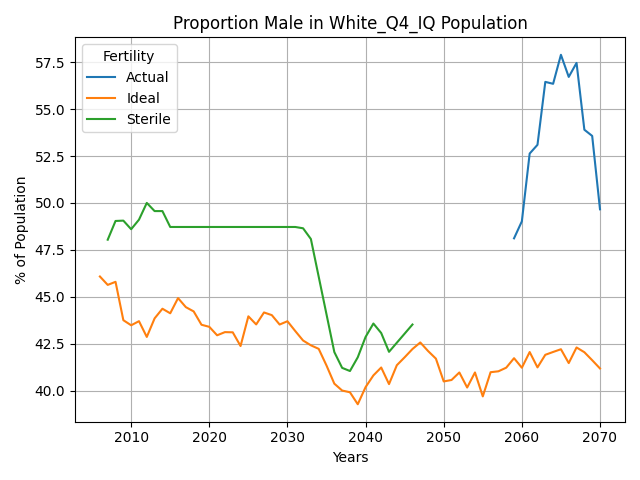 Proportion Male in White_Q4_IQ Population
Fertility
Actual
Ideal
Sterile
% of Population
57.5
55.0
52.5
50.0
47.5
45.0
42.5
40.0
2010 2020 2030 2040 2050 2060 2070
Years